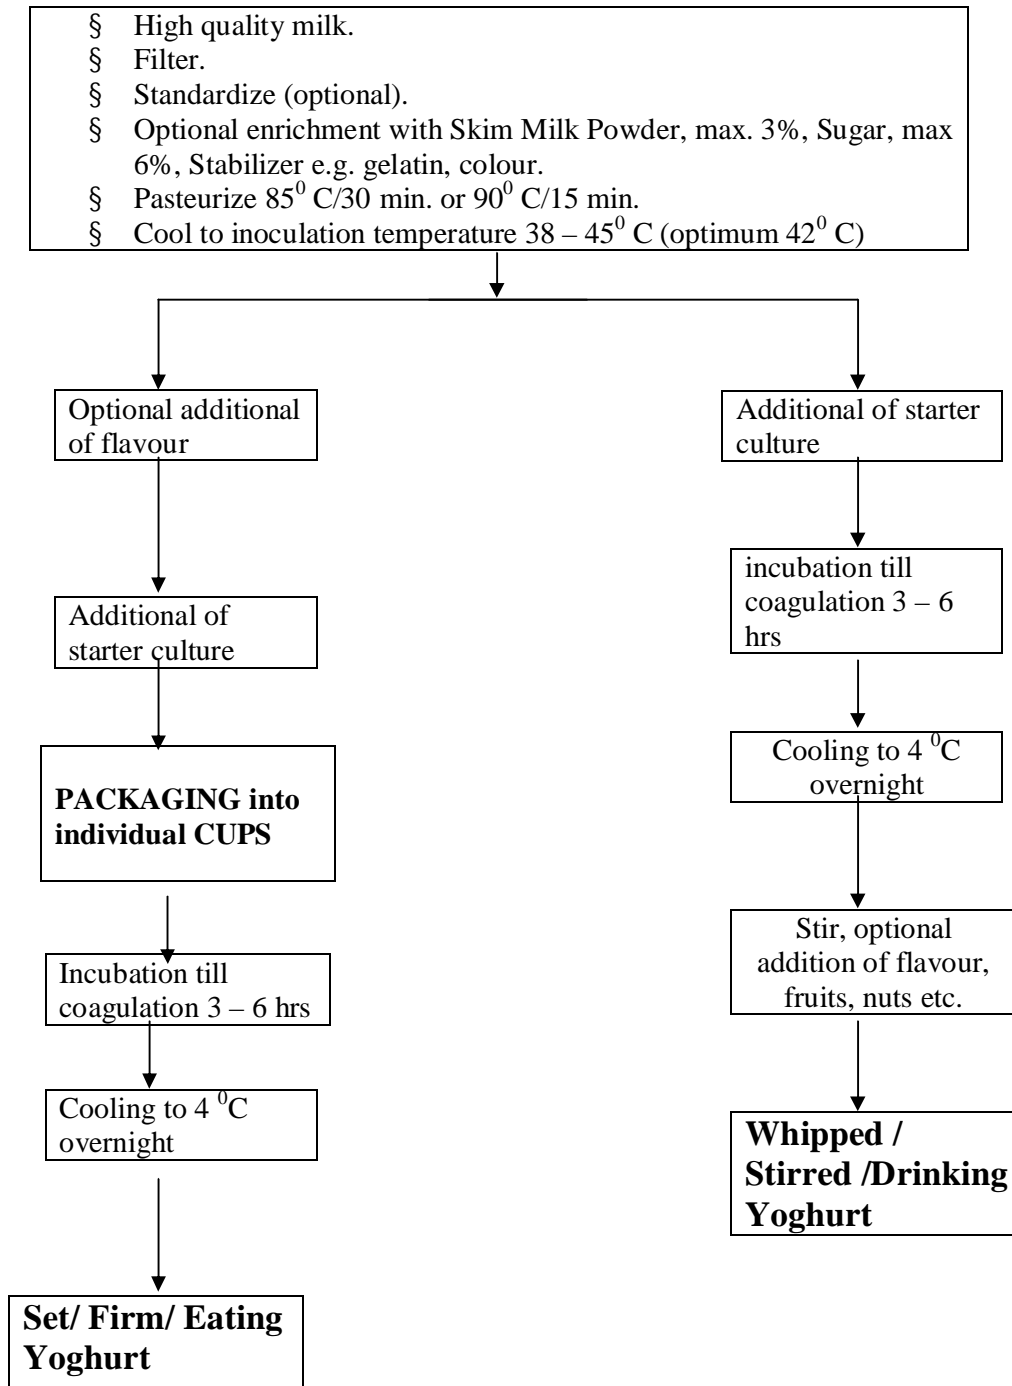 § High quality milk.
§ Filter.
§ Standardize (optional).
§ Optional enrichment with Skim Milk Powder, max. 3%, Sugar, max
6%, Stabilizer e.g. gelatin, colour.
§ Pasteurize 85⁰ C/30 min. or 90⁰ C/15 min.
§ Cool to inoculation temperature 38 – 45⁰ C (optimum 42⁰ C)
Optional additional
of flavour
Additional of
starter culture
PACKAGING into
individual CUPS
Incubation till
coagulation 3 – 6 hrs
Cooling to 4 ⁰C
overnight
Set/ Firm/ Eating
Yoghurt
Additional of starter
culture
incubation till
coagulation 3 – 6
hrs
Cooling to 4 ⁰C
overnight
Stir, optional
addition of flavour,
fruits, nuts etc.
Whipped /
Stirred /Drinking
Yoghurt